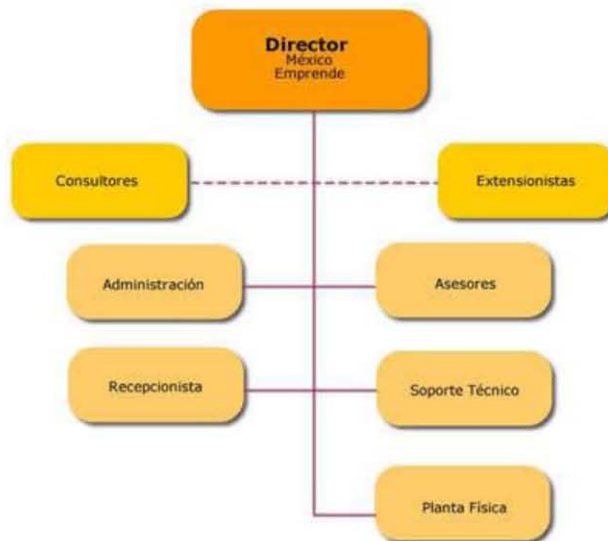 Director
México
Emprende
Consultores
Extensionistas
Administración
Asesores
Recepcionista
Soporte Técnico
Planta Física